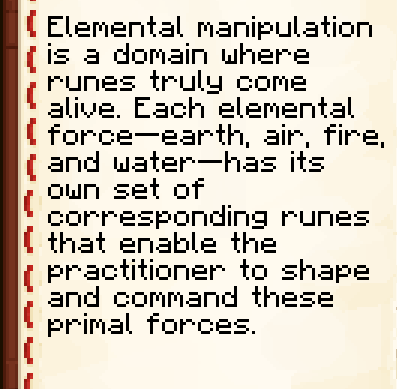 Elemental manipulation
is a domain where
runes truly come
alive. Each elemental
force—earth, air, fire,
and water—has its
own set of
corresponding runes
that enable the
practitioner to shape
and command these
primal forces.